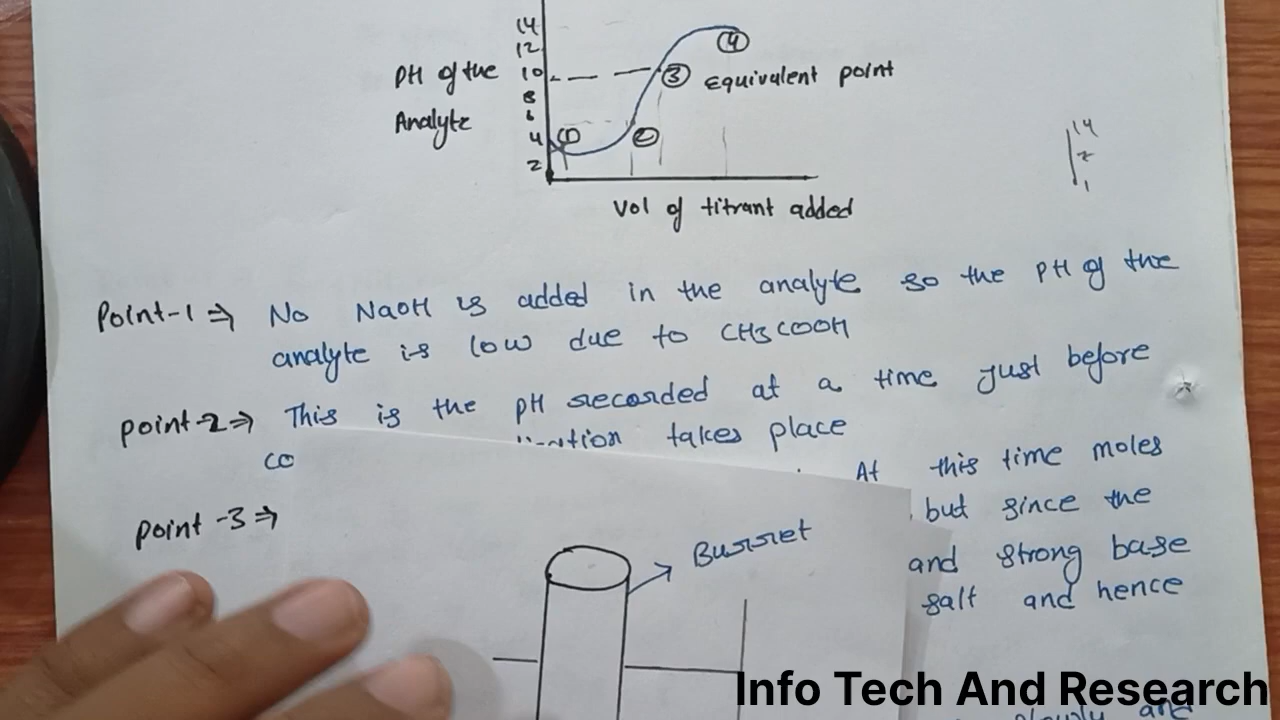 14
12
PH of the
10
③ Equivalent point
④
8
Analyte
6
4
①
②
2
Vol of titrant added
14
7
1
Point-1 ⇒ No NaOH is added in the analyte so the PH of the
analyte is low due to CH3COOH
point-2 ⇒ This is the pH recorded at a time just before
takes place
At this time moles
point-3 ⇒
but since the
and strong base
salt and hence
Burret
and
Info Tech And Research